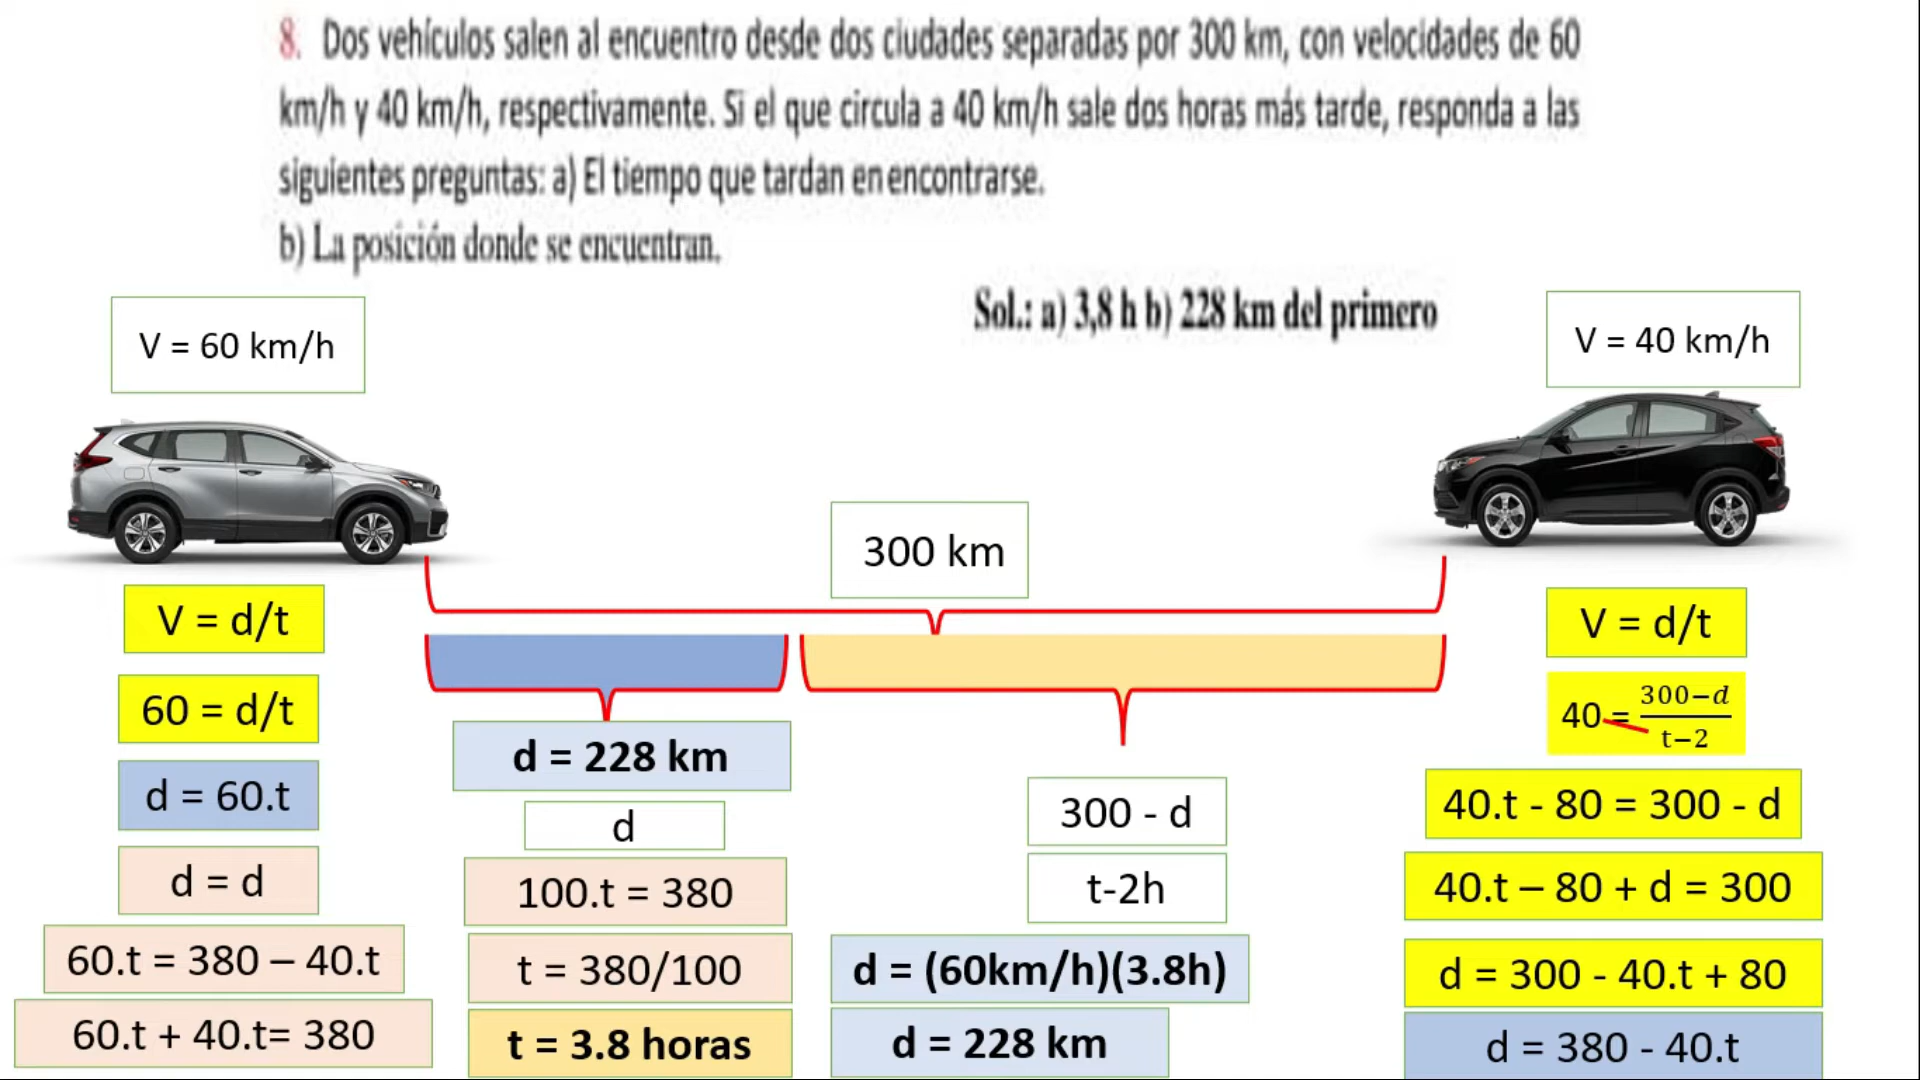 8. Dos vehículos salen al encuentro desde dos ciudades separadas por 300 km, con velocidades de 60
km/h y 40 km/h, respectivamente. Si el que circula a 40 km/h sale dos horas más tarde, responda a las
siguientes preguntas: a) El tiempo que tardan en encontrarse.
b) La posición donde se encuentran.
Sol.: a) 3,8 h b) 228 km del primero
V = 60 km/h
V = 40 km/h
300 km
V = d/t
60 = d/t
d = 60.t
d = d
60.t = 380 – 40.t
60.t + 40.t= 380
d = 228 km
d
100.t = 380
t = 380/100
t = 3.8 horas
300 - d
t-2h
d = (60km/h)(3.8h)
d = 228 km
V = d/t
40 = 300−d
t−2
40.t - 80 = 300 - d
40.t – 80 + d = 300
d = 300 - 40.t + 80
d = 380 - 40.t